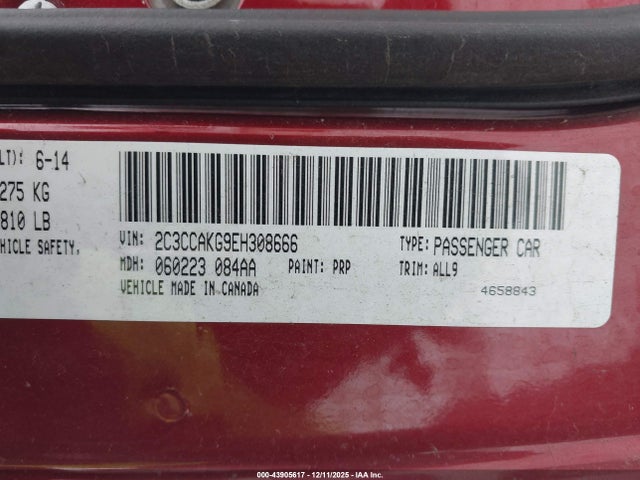 LT): 6-14
275 KG
810 LB
EHICLE SAFETY,
VIN: 2C3CCAKG9EH308666 TYPE: PASSENGER CAR
MDH: 060223 084AA PAINT: PRP TRIM: ALL9
VEHICLE MADE IN CANADA 4658843
000-43905617 - 12/11/2025 - IAA Inc.